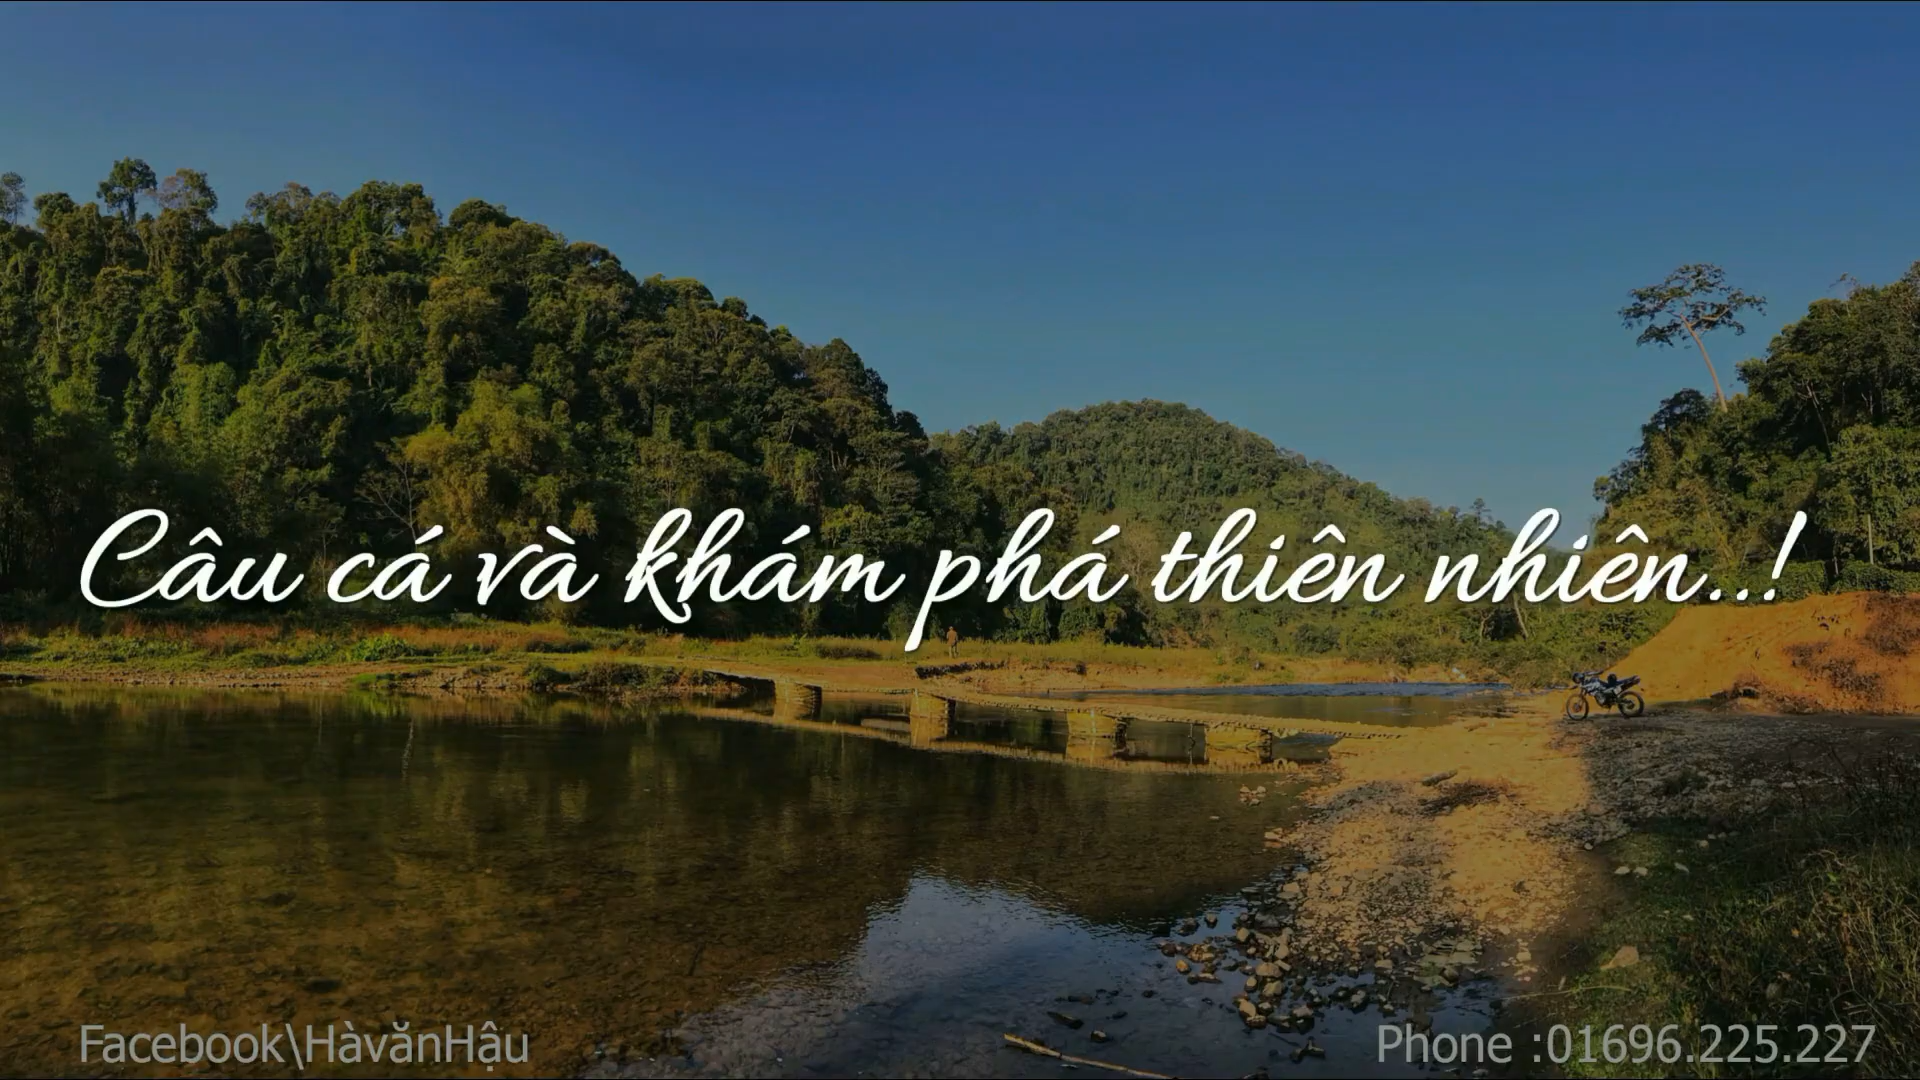 Câu cá và khám phá thiên nhiên...!
Facebook\HàvănHậu
Phone :01696.225.227